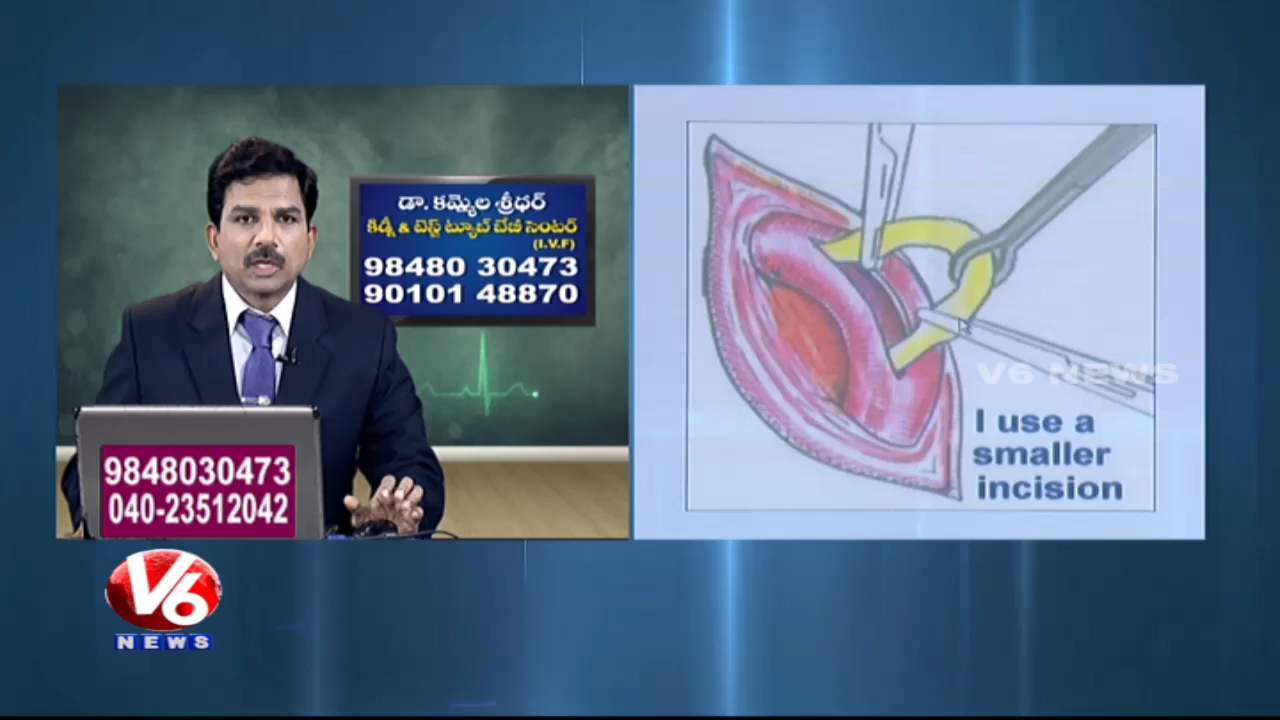 డా. కమ్మెల శ్రీధర్
కిడ్నీ & టెస్ట్ ట్యూబ్ బేబీ సెంటర్
(I.V.F)
98480 30473
90101 48870
9848030473
040-23512042
V6 NEWS
I use a
smaller
incision
V6
NEWS